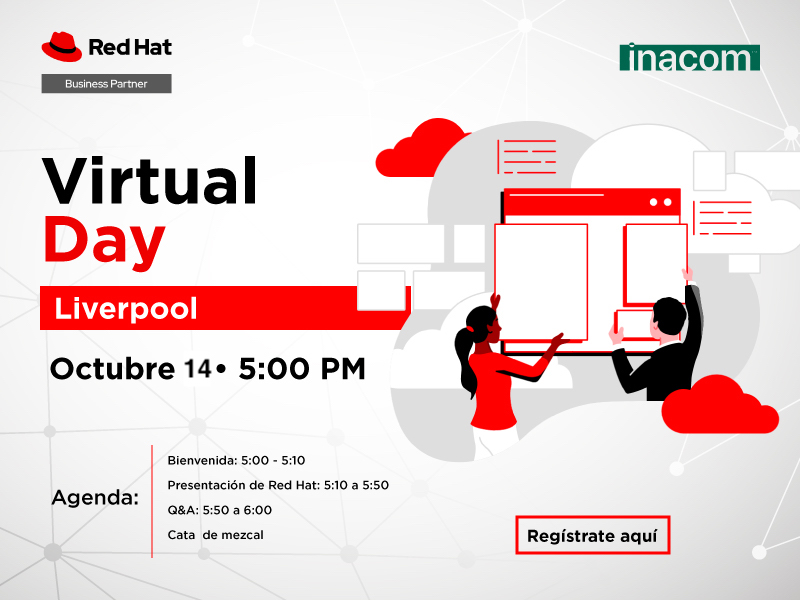 Red Hat
Business Partner
inacom
Virtual
Day
Liverpool
Octubre 14• 5:00 PM
Agenda:
Bienvenida: 5:00 - 5:10
Presentación de Red Hat: 5:10 a 5:50
Q&A: 5:50 a 6:00
Cata de mezcal
Regístrate aquí